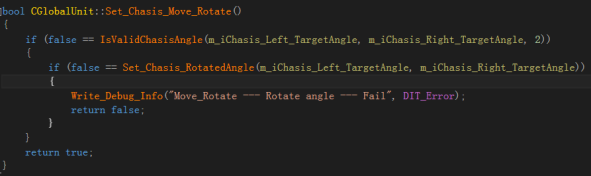 bool CGlobalUnit::Set_Chasis_Move_Rotate()
{
    if (false == IsValidChasisAngle(m_iChasis_Left_TargetAngle, m_iChasis_Right_TargetAngle, 2))
    {
        if (false == Set_Chasis_RotatedAngle(m_iChasis_Left_TargetAngle, m_iChasis_Right_TargetAngle))
        {
            Write_Debug_Info("Move_Rotate --- Rotate angle --- Fail", DIT_Error);
            return false;
        }
    }
    return true;
}